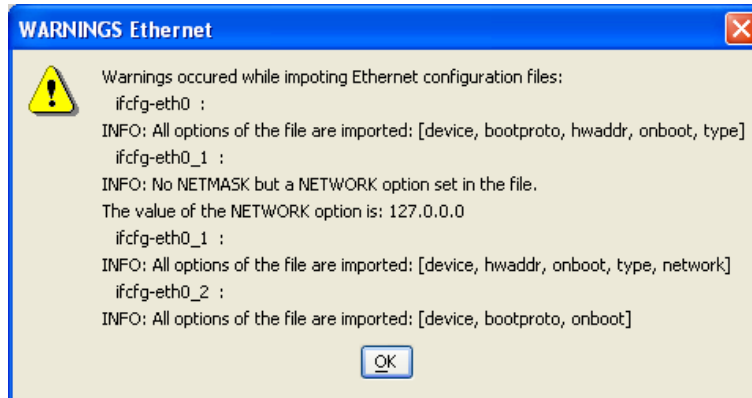 WARNINGS Ethernet
Warnings occured while impoting Ethernet configuration files:
ifcfg-eth0 :
INFO: All options of the file are imported: [device, bootproto, hwaddr, onboot, type]
ifcfg-eth0_1 :
INFO: No NETMASK but a NETWORK option set in the file.
The value of the NETWORK option is: 127.0.0.0
ifcfg-eth0_1 :
INFO: All options of the file are imported: [device, hwaddr, onboot, type, network]
ifcfg-eth0_2 :
INFO: All options of the file are imported: [device, bootproto, onboot]
OK